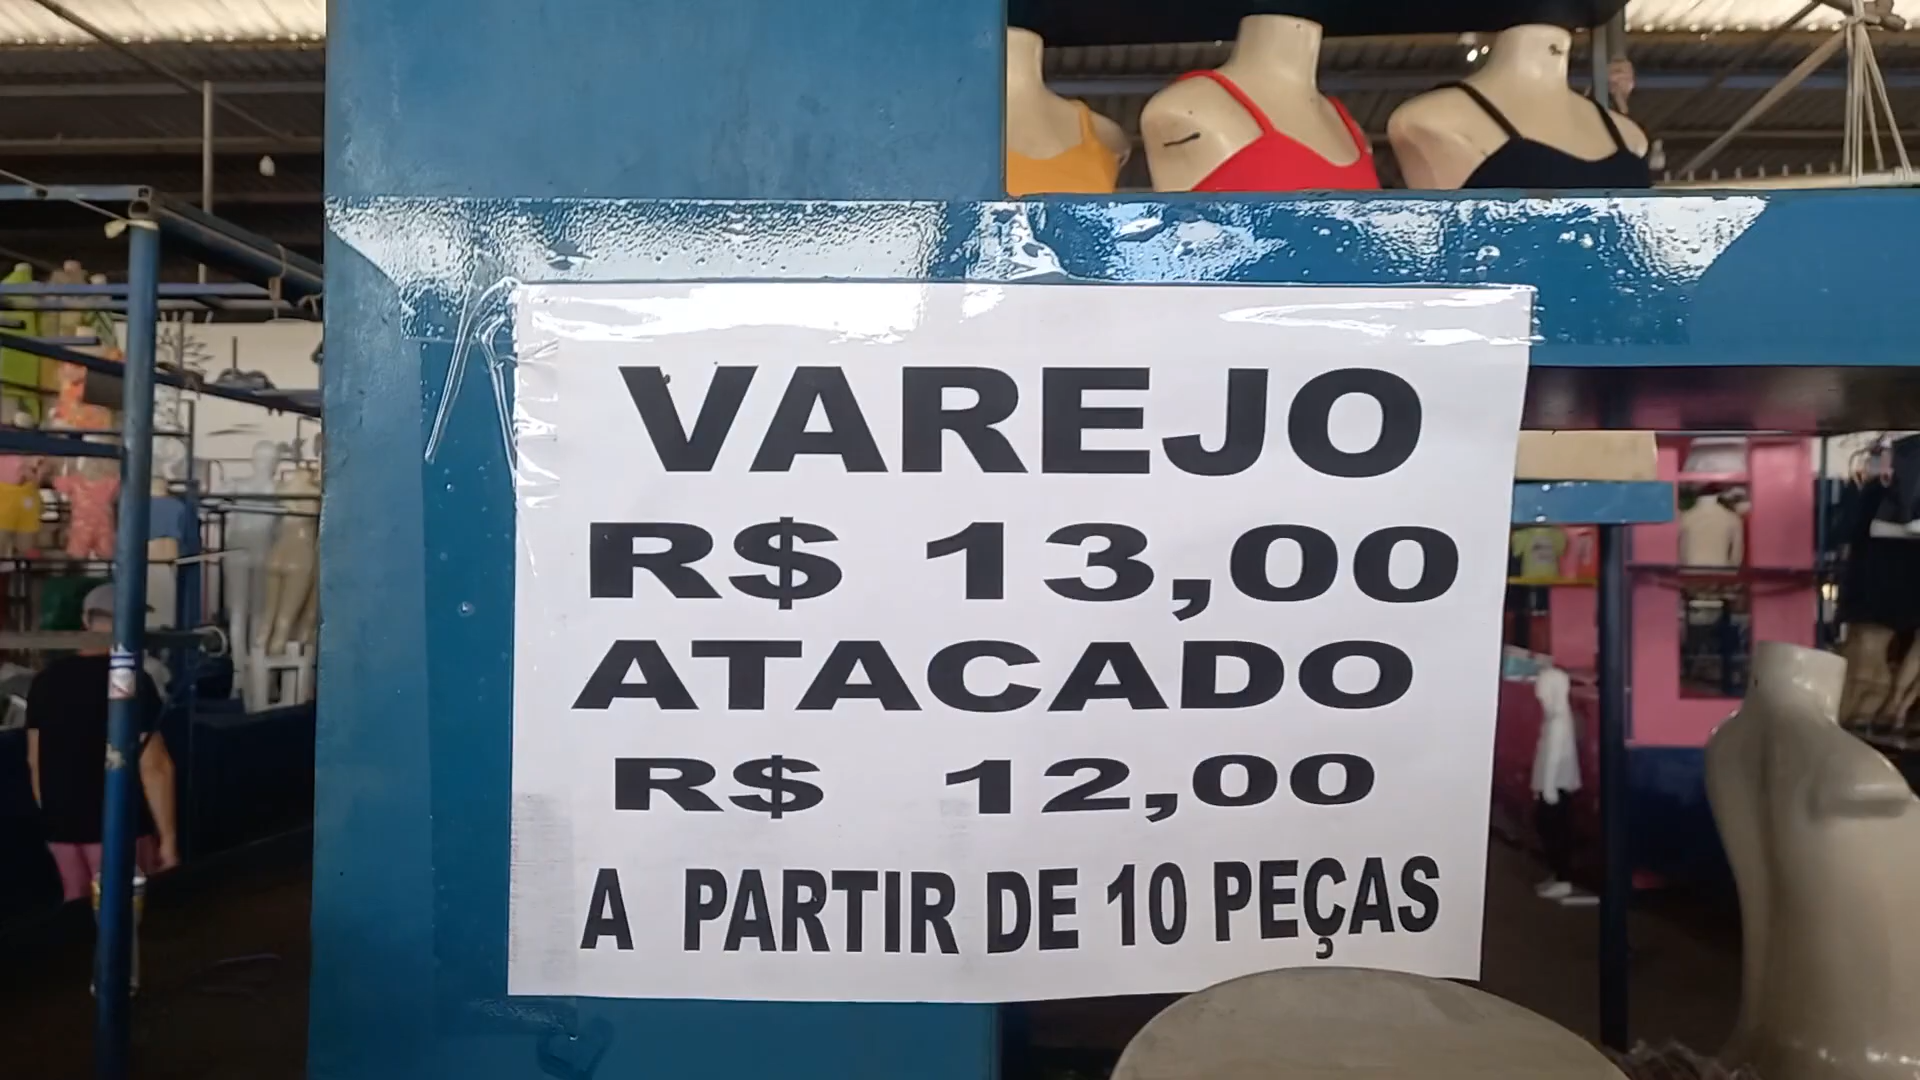 VAREJO
R$ 13,00
ATACADO
R$ 12,00
A PARTIR DE 10 PEÇAS